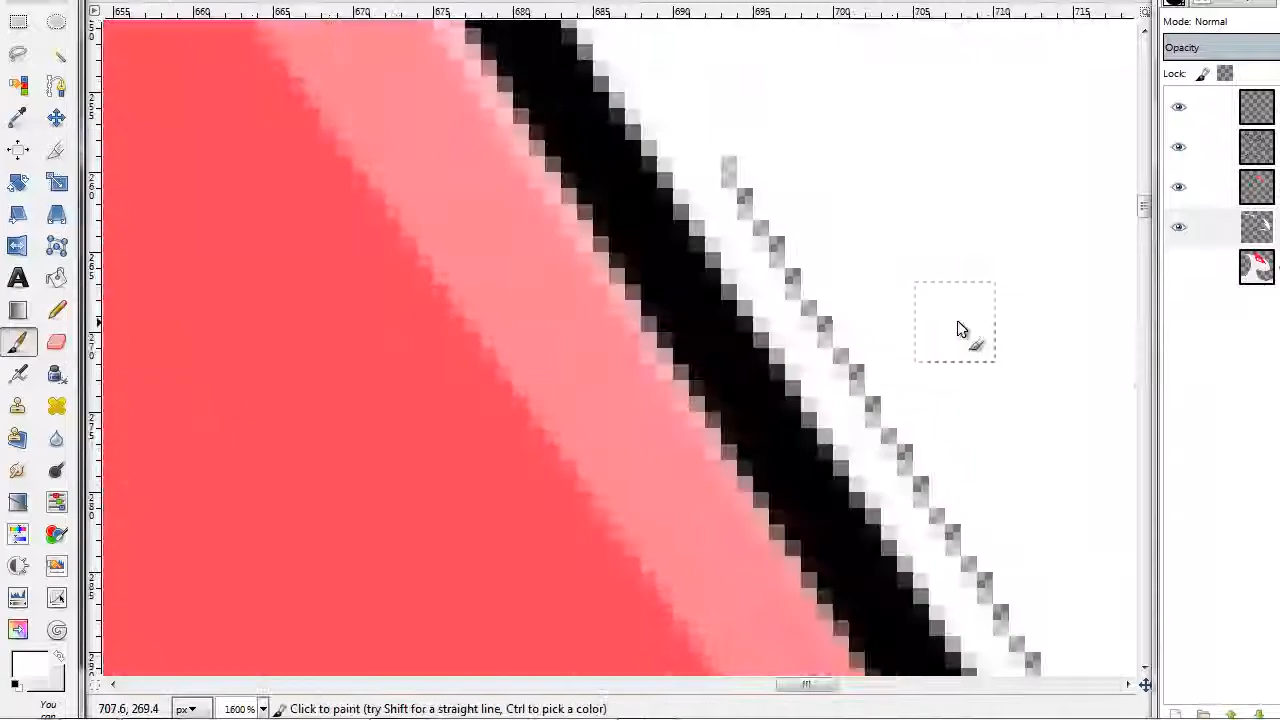 655 660 665 670 675 680 685 690 695 700 705 710 715
Mode: Normal
Opacity
Lock:
You
can
707.6, 269.4 px 1600 % Click to paint (try Shift for a straight line, Ctrl to pick a color)